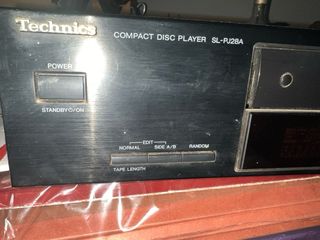 Technics
COMPACT DISC PLAYER SL-PJ28A
POWER
STANDBY⏻/ON
EDIT
NORMAL SIDE A/B RANDOM
TAPE LENGTH